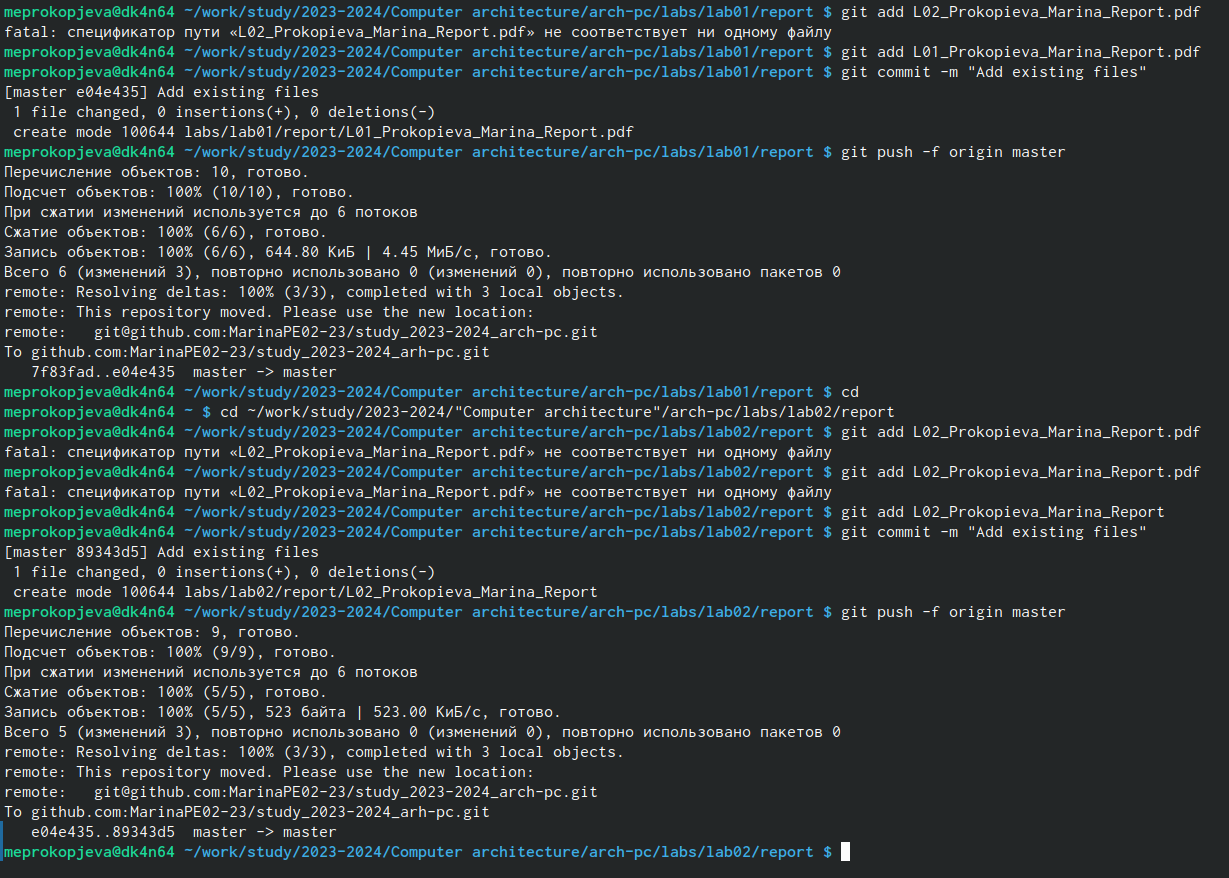 meprokopjeva@dk4n64 ~/work/study/2023-2024/Computer architecture/arch-pc/labs/lab01/report $ git add L02_Prokopieva_Marina_Report.pdf
fatal: спецификатор пути «L02_Prokopieva_Marina_Report.pdf» не соответствует ни одному файлу
meprokopjeva@dk4n64 ~/work/study/2023-2024/Computer architecture/arch-pc/labs/lab01/report $ git add L01_Prokopieva_Marina_Report.pdf
meprokopjeva@dk4n64 ~/work/study/2023-2024/Computer architecture/arch-pc/labs/lab01/report $ git commit -m "Add existing files"
[master e04e435] Add existing files
 1 file changed, 0 insertions(+), 0 deletions(-)
 create mode 100644 labs/lab01/report/L01_Prokopieva_Marina_Report.pdf
meprokopjeva@dk4n64 ~/work/study/2023-2024/Computer architecture/arch-pc/labs/lab01/report $ git push -f origin master
Перечисление объектов: 10, готово.
Подсчет объектов: 100% (10/10), готово.
При сжатии изменений используется до 6 потоков
Сжатие объектов: 100% (6/6), готово.
Запись объектов: 100% (6/6), 644.80 КиБ | 4.45 МиБ/с, готово.
Всего 6 (изменений 3), повторно использовано 0 (изменений 0), повторно использовано пакетов 0
remote: Resolving deltas: 100% (3/3), completed with 3 local objects.
remote: This repository moved. Please use the new location:
remote:   git@github.com:MarinaPE02-23/study_2023-2024_arch-pc.git
To github.com:MarinaPE02-23/study_2023-2024_arh-pc.git
   7f83fad..e04e435  master -> master
meprokopjeva@dk4n64 ~/work/study/2023-2024/Computer architecture/arch-pc/labs/lab01/report $ cd
meprokopjeva@dk4n64 ~ $ cd ~/work/study/2023-2024/"Computer architecture"/arch-pc/labs/lab02/report
meprokopjeva@dk4n64 ~/work/study/2023-2024/Computer architecture/arch-pc/labs/lab02/report $ git add L02_Prokopieva_Marina_Report.pdf
fatal: спецификатор пути «L02_Prokopieva_Marina_Report.pdf» не соответствует ни одному файлу
meprokopjeva@dk4n64 ~/work/study/2023-2024/Computer architecture/arch-pc/labs/lab02/report $ git add L02_Prokopieva_Marina_Report.pdf
fatal: спецификатор пути «L02_Prokopieva_Marina_Report.pdf» не соответствует ни одному файлу
meprokopjeva@dk4n64 ~/work/study/2023-2024/Computer architecture/arch-pc/labs/lab02/report $ git add L02_Prokopieva_Marina_Report
meprokopjeva@dk4n64 ~/work/study/2023-2024/Computer architecture/arch-pc/labs/lab02/report $ git commit -m "Add existing files"
[master 89343d5] Add existing files
 1 file changed, 0 insertions(+), 0 deletions(-)
 create mode 100644 labs/lab02/report/L02_Prokopieva_Marina_Report
meprokopjeva@dk4n64 ~/work/study/2023-2024/Computer architecture/arch-pc/labs/lab02/report $ git push -f origin master
Перечисление объектов: 9, готово.
Подсчет объектов: 100% (9/9), готово.
При сжатии изменений используется до 6 потоков
Сжатие объектов: 100% (5/5), готово.
Запись объектов: 100% (5/5), 523 байта | 523.00 КиБ/с, готово.
Всего 5 (изменений 3), повторно использовано 0 (изменений 0), повторно использовано пакетов 0
remote: Resolving deltas: 100% (3/3), completed with 3 local objects.
remote: This repository moved. Please use the new location:
remote:   git@github.com:MarinaPE02-23/study_2023-2024_arch-pc.git
To github.com:MarinaPE02-23/study_2023-2024_arh-pc.git
   e04e435..89343d5  master -> master
meprokopjeva@dk4n64 ~/work/study/2023-2024/Computer architecture/arch-pc/labs/lab02/report $